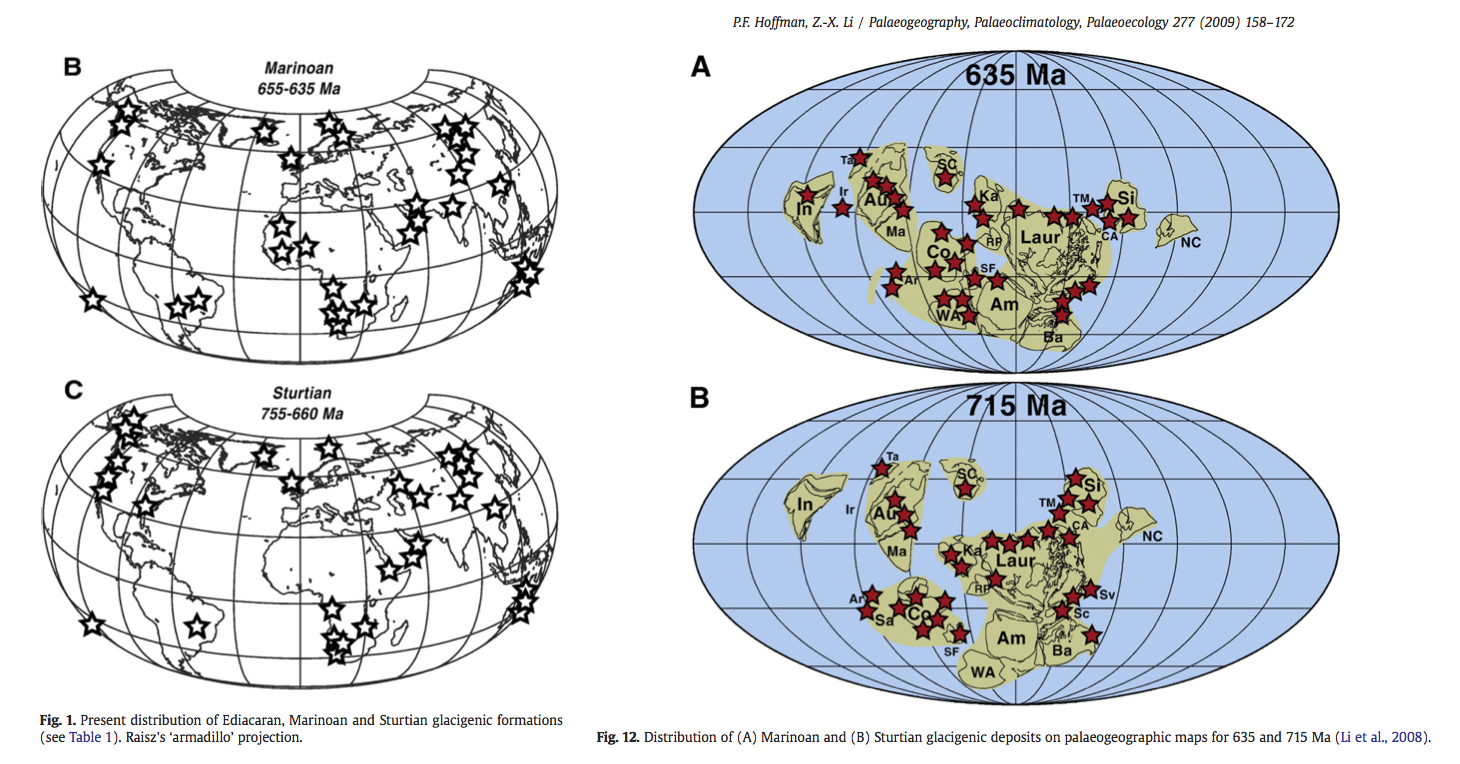 P.F. Hoffman, Z.-X. Li / Palaeogeography, Palaeoclimatology, Palaeoecology 277 (2009) 158–172
B
Marinoan
655-635 Ma
C
Sturtian
755-660 Ma
Fig. 1. Present distribution of Ediacaran, Marinoan and Sturtian glacigenic formations
(see Table 1). Raisz's 'armadillo' projection.
A
635 Ma
Ta
SC
In
Ir
Au
Ka
TM
Si
Ma
RP
Laur
CA
NC
Co
SF
Ar
Am
WA
Ba
B
715 Ma
Ta
SC
Si
In
Ir
Au
TM
CA
NC
Ma
Ka
Laur
RP
Ar
Sa
Co
Sv
Sc
SF
Am
Ba
WA
Fig. 12. Distribution of (A) Marinoan and (B) Sturtian glacigenic deposits on palaeogeographic maps for 635 and 715 Ma (Li et al., 2008).